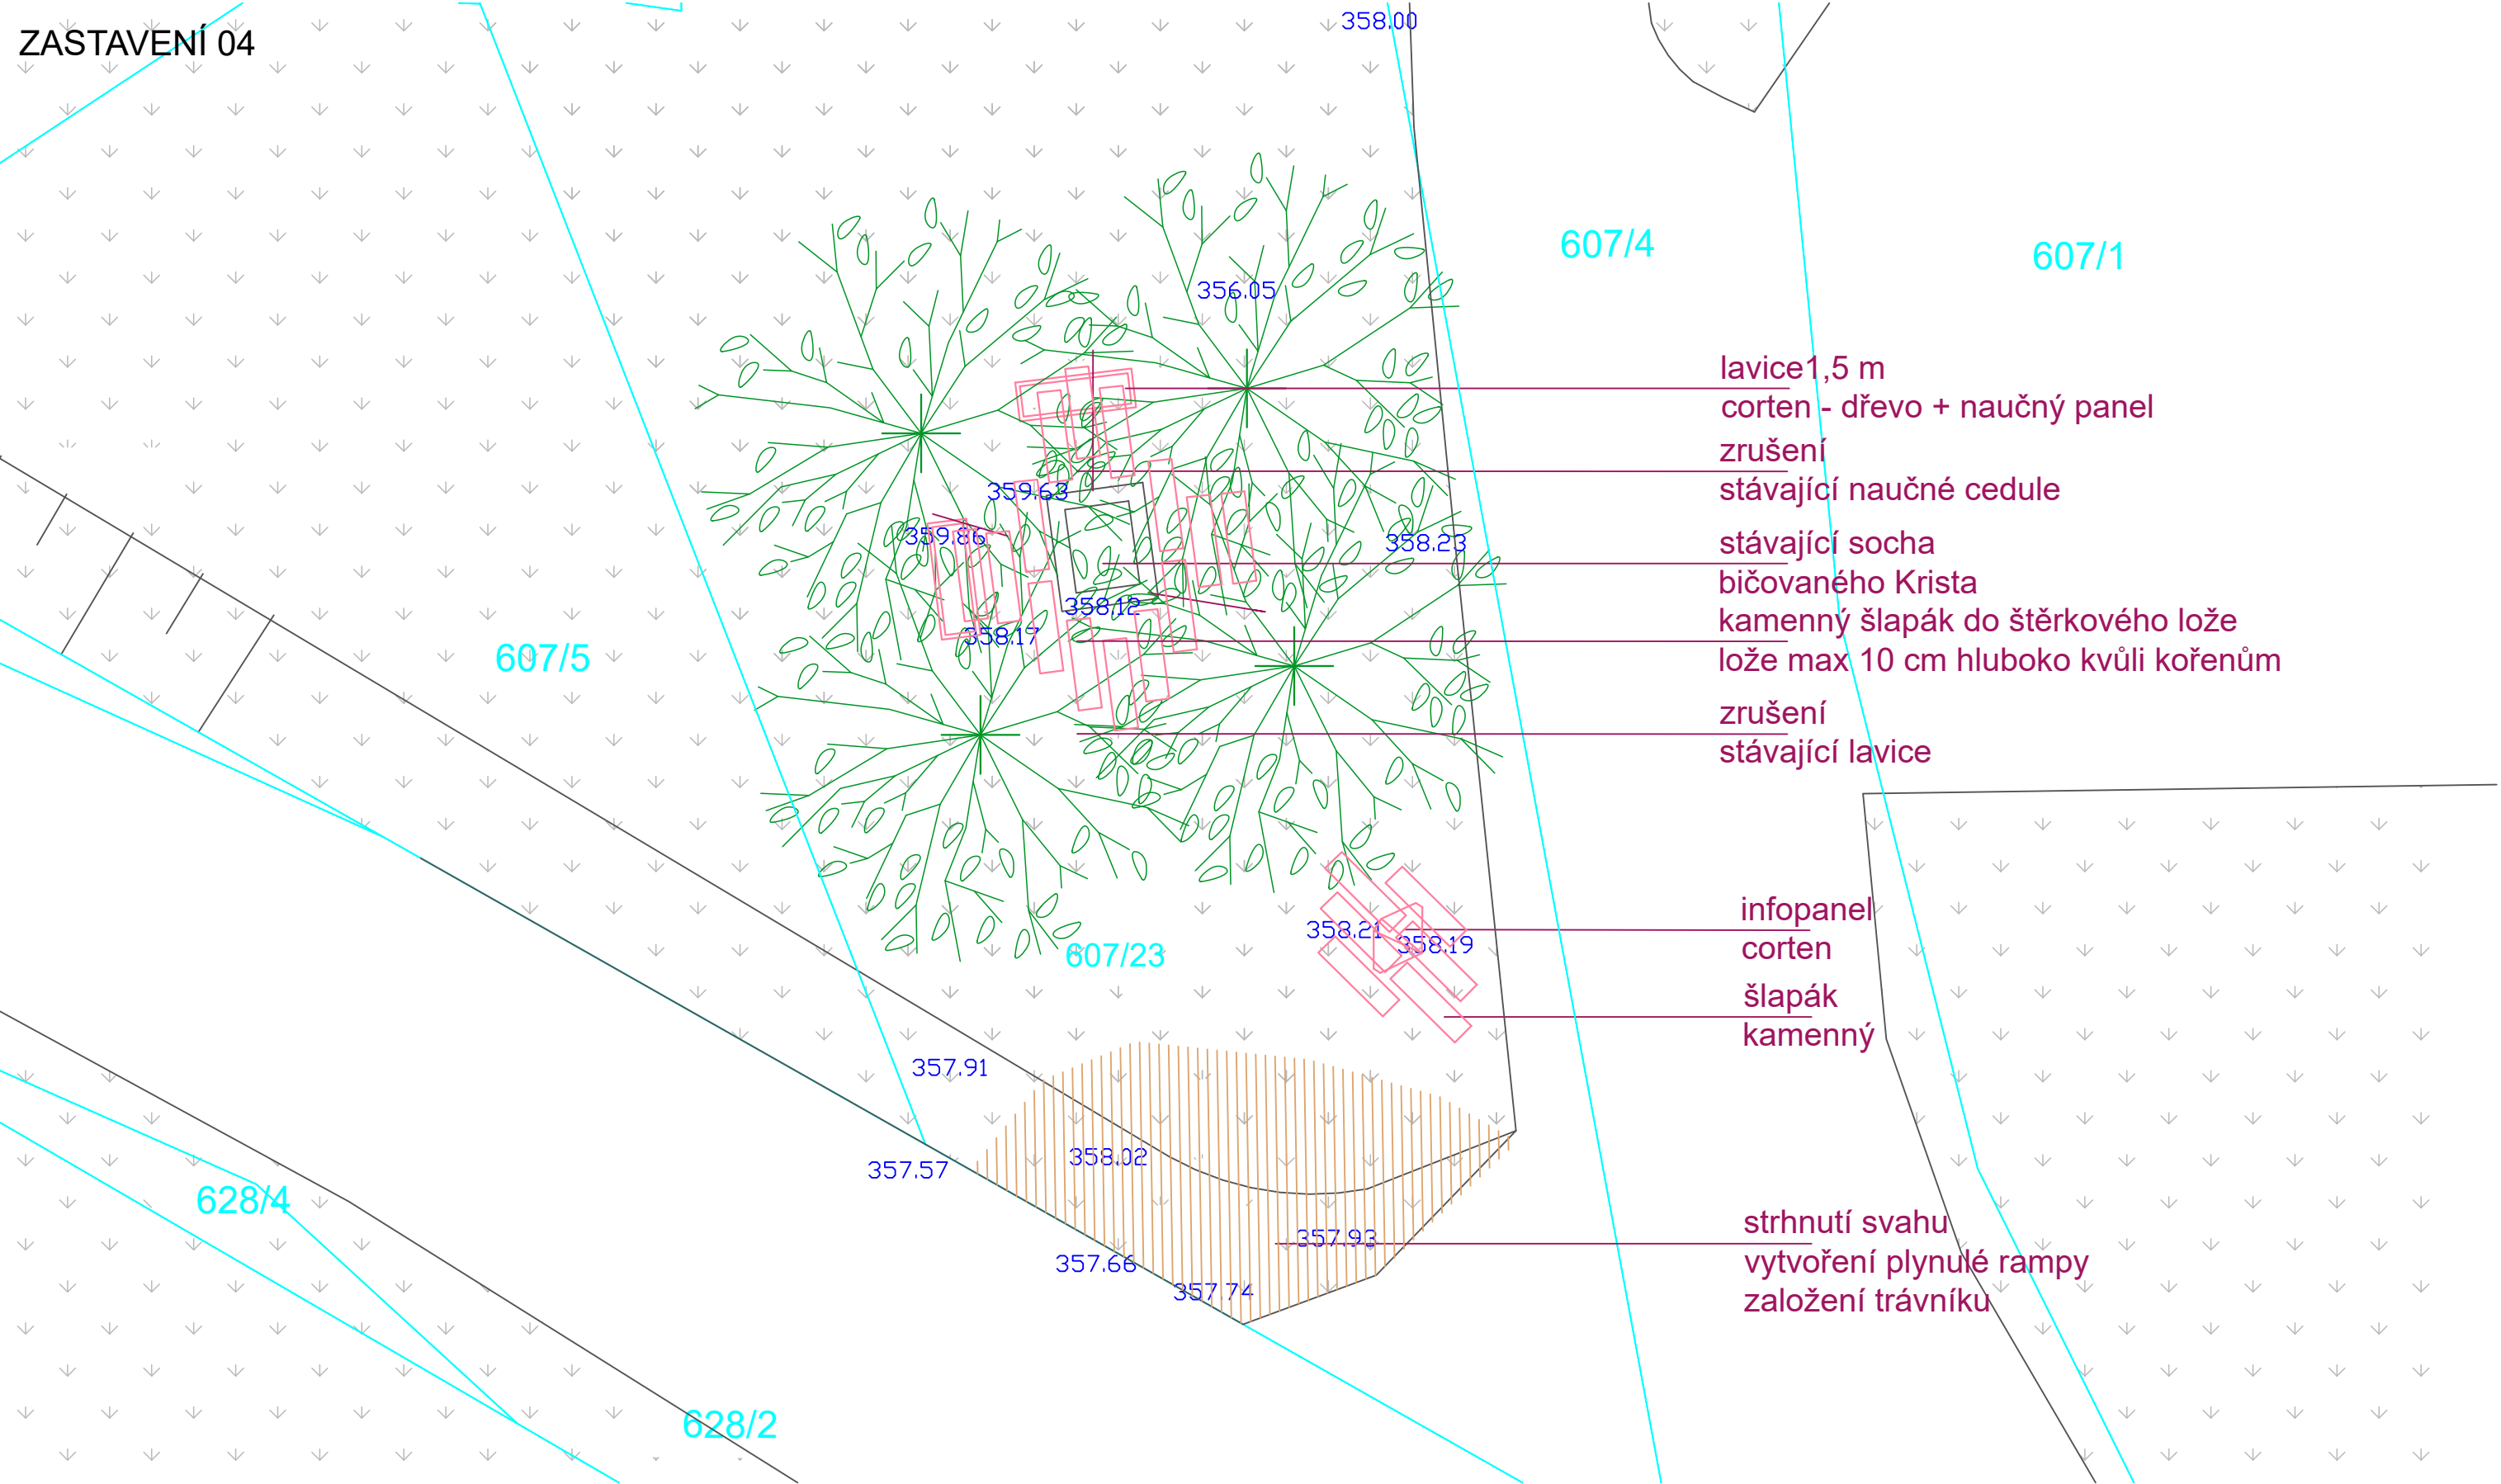 ZASTAVENÍ 04
358.00
607/4
607/1
356.05
lavice1,5 m
corten - dřevo + naučný panel
zrušení
stávající naučné cedule
359.63
359.86
358.23
stávající socha
bičovaného Krista
358.12
358.17
kamenný šlapák do štěrkového lože
lože max 10 cm hluboko kvůli kořenům
607/5
zrušení
stávající lavice
infopanel
corten
358.21
358.19
607/23
šlapák
kamenný
357.91
358.02
357.57
628/4
strhnutí svahu
vytvoření plynulé rampy
založení trávníku
357.93
357.66
357.74
628/2